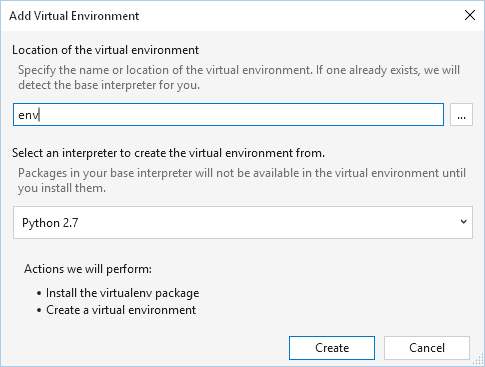 Add Virtual Environment
Location of the virtual environment
Specify the name or location of the virtual environment. If one already exists, we will
detect the base interpreter for you.
env
...
Select an interpreter to create the virtual environment from.
Packages in your base interpreter will not be available in the virtual environment until
you install them.
Python 2.7
Actions we will perform:
• Install the virtualenv package
• Create a virtual environment
Create
Cancel